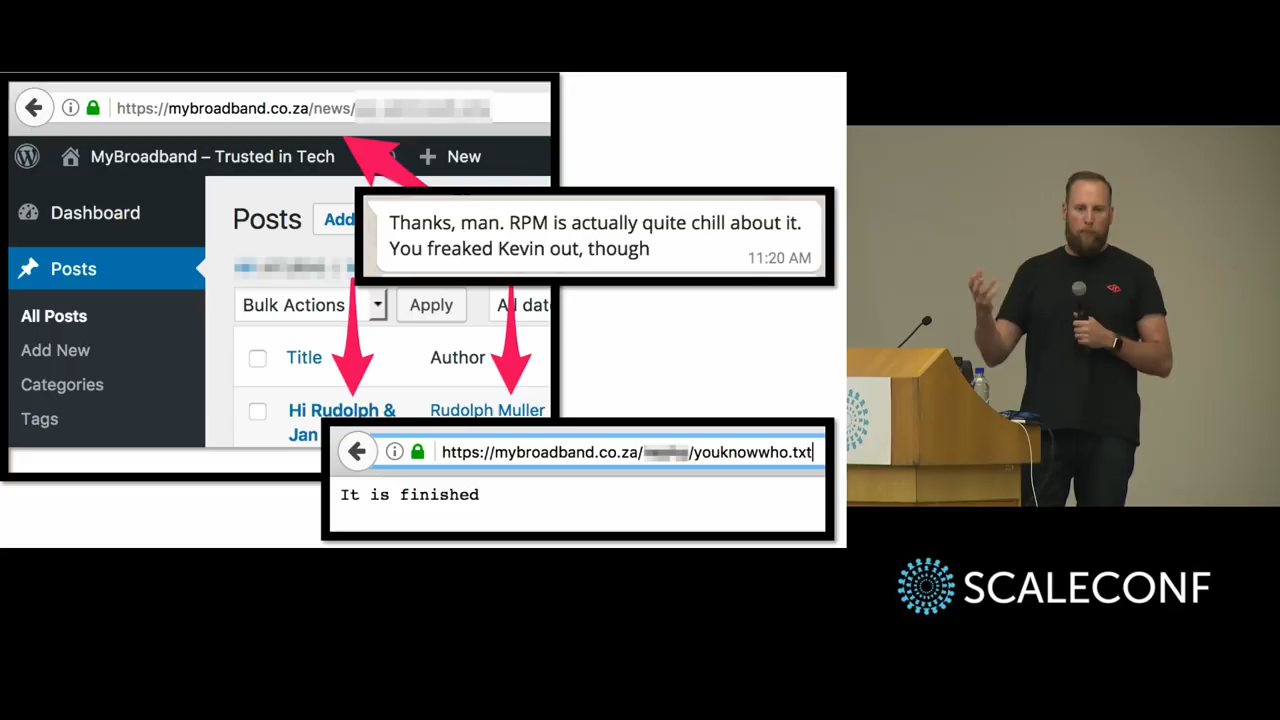 https://mybroadband.co.za/news/
MyBroadband – Trusted in Tech
New
Dashboard
Posts
All Posts
Add New
Categories
Tags
Posts
Add
Bulk Actions
Apply
All dat
Title
Author
Hi Rudolph &
Jan
Rudolph Muller
Thanks, man. RPM is actually quite chill about it.
You freaked Kevin out, though
11:20 AM
https://mybroadband.co.za/
/youknowwho.txt
It is finished
SCALECONF